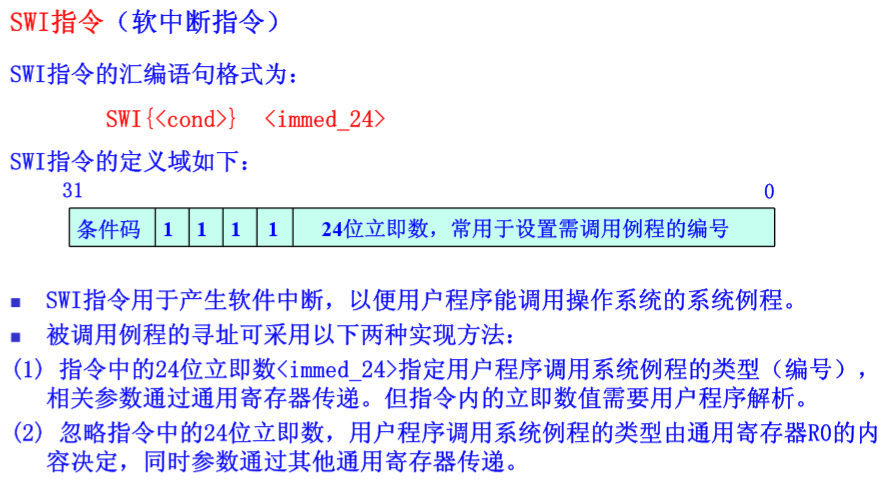 SWI指令（软中断指令）
SWI指令的汇编语句格式为：
SWI{<cond>} <immed_24>
SWI指令的定义域如下：
31 0
条件码 1 1 1 1 24位立即数，常用于设置需调用例程的编号
■ SWI指令用于产生软件中断，以便用户程序能调用操作系统的系统例程。
■ 被调用例程的寻址可采用以下两种实现方法：
(1) 指令中的24位立即数<immed_24>指定用户程序调用系统例程的类型（编号），
相关参数通过通用寄存器传递。但指令内的立即数值需要用户程序解析。
(2) 忽略指令中的24位立即数，用户程序调用系统例程的类型由通用寄存器R0的内
容决定，同时参数通过其他通用寄存器传递。